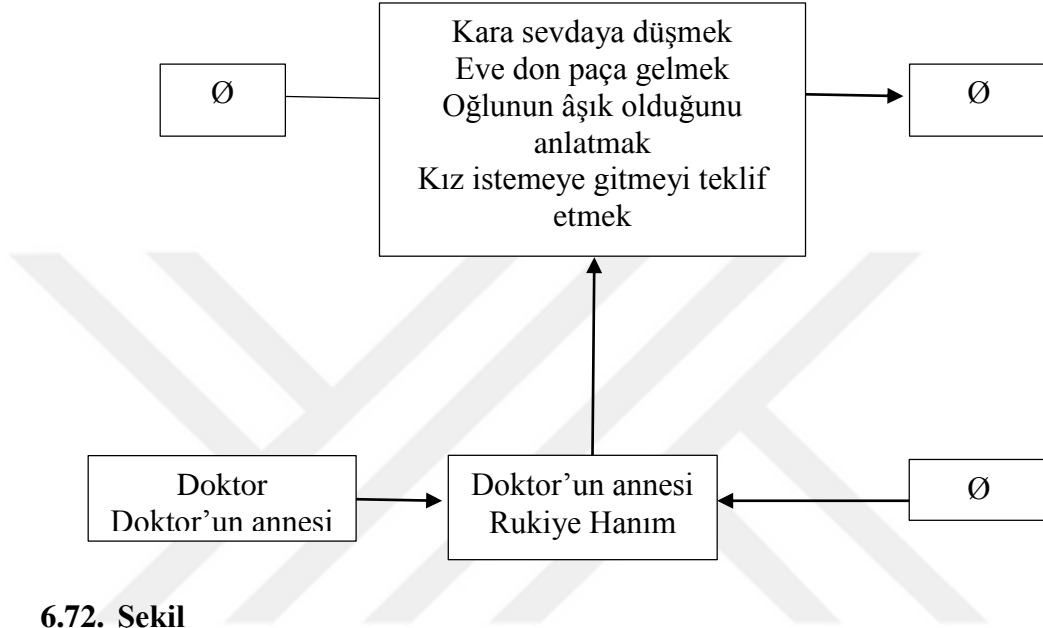 Kara sevdaya düşmek
Eve don paça gelmek
Oğlunun âşık olduğunu
anlatmak
Kız istemeye gitmeyi teklif
etmek
Ø
Ø
Doktor
Doktor’un annesi
Doktor’un annesi
Rukiye Hanım
Ø
6.72. Şekil